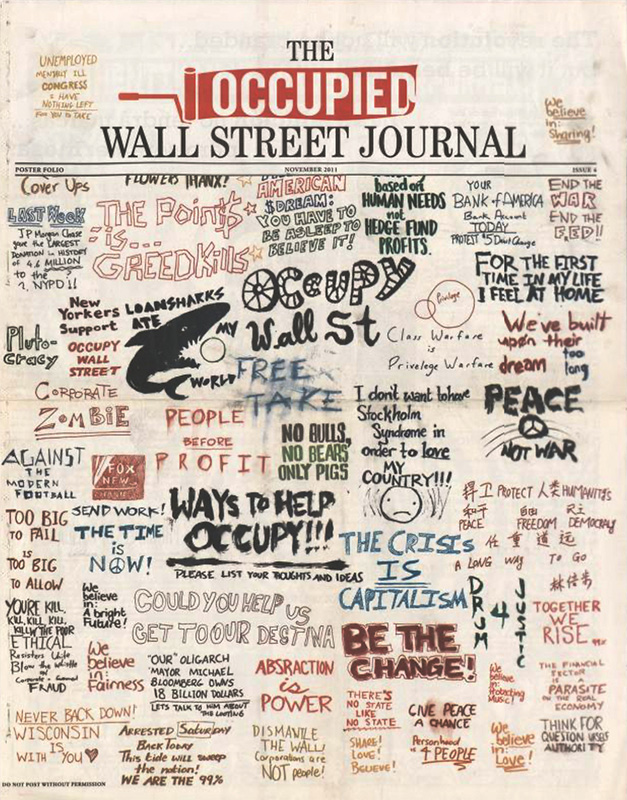 UNEMPLOYED
MENTALLY ILL
CONGRESS
I HAVE
NOTHING LEFT
FOR YOU TO TAKE
THE
OCCUPIED
WALL STREET JOURNAL
We
believe
in:
Sharing!
POSTER FOLIO
NOVEMBER 2011
ISSUE 4
COVER UPS
LAST WEEK
JP Morgan Chase
gave the LARGEST
DONATION in HISTORY
of 4.6 MILLION
to the
NYPD!!
FLOWERS THANX!
THE POINT$
is...
GREED Kills
AMERICAN
$DREAM:
YOU HAVE TO
BE ASLEEP TO
BELIEVE IT!
based on
HUMAN NEEDS
not
HEDGE FUND
PROFITS.
YOUR
BANK of AMERICA
Bank Account
TODAY
PROTEST $5 Debit Charge
END THE
WAR
END THE
FED!!
FOR THE FIRST
TIME IN MY LIFE
I FEEL AT HOME
Pluto-
cracy
New
Yorkers
Support
OCCUPY
WALL
STREET
LOANSHARKS
ATE
MY
WORLD
OCCUPY
Wall St
Privilege
Class Warfare
is
Privelege Warfare
We've built
upon their
dream too
long
FREE
TAKE
CORPORATE
ZOMBIE
PEOPLE
BEFORE
PROFIT
NO BULLS,
NO BEARS
ONLY PIGS
I don't want to have
Stockholm
Syndrome in
order to love
MY
COUNTRY!!!
PEACE
NOT WAR
AGAINST
THE
MODERN
FOOTBALL
FOX
NEWS
CHANNEL
WAYS TO HELP
OCCUPY!!!
PLEASE LIST YOUR THOUGHTS AND IDEAS
捍卫 PROTECT 人类 HUMANITY'S
和平 自由 民主
PEACE FREEDOM DEMOCRACY
任重道远
A LONG WAY TO GO
TOO BIG
TO FAIL
IS
TOO BIG
TO ALLOW
SEND WORK!
THE TIME
is
NOW!
THE CRISIS
IS
CAPITALISM
DRUM
4
JUSTIC
TOGETHER
WE
RISE
99%
YOU'RE KILL,
KILL, KILL, KILL,
KILL'N THE POOR
We
believe
in:
A bright
Future!
COULD YOU HELP US
GET TO OUR DESTINA
BE THE
CHANGE!
ETHICAL
Resisters Life
Blow the whistle
on
Corporate + Government
FRAUD
We
believe
in:
Fairness
"OUR" OLIGARCH
MAYOR MICHAEL
BLOOMBERG OWNS
18 BILLION DOLLARS
LETS TALK TO HIM ABOUT
THE LOOTING
ABSRACTION
is
POWER
THERE'S
NO STATE
LIKE
NO STATE
GIVE PEACE
A CHANCE
We
believe
in:
Protecting
Music!
THE FINANCIAL
SECTOR is
A
PARASITE
ON THE REAL
ECONOMY
NEVER BACK DOWN!
WISCONSIN
IS
WITH YOU
ARRESTED Saturday
Back Today
This tide will sweep
the nation!
WE ARE THE 99%
DISMANTLE
THE WALL!
Corporations are
NOT people!
SHARE!
LOVE!
BELIEVE!
Personhood
4 PEOPLE
We
believe
in:
Love!
THINK FOR
AUTHORITY
DO NOT POST WITHOUT PERMISSION